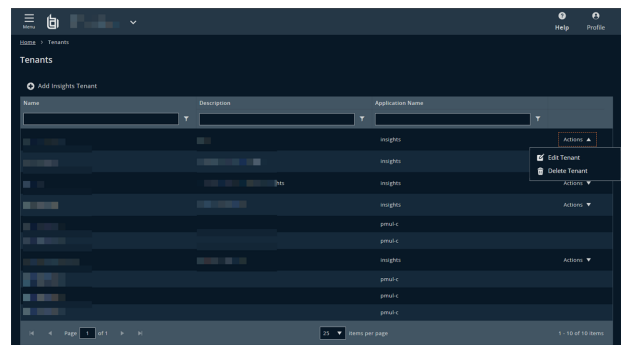 Menu
Help Profile
Home > Tenants
Tenants
Add Insights Tenant
Name Description Application Name
insights Actions ▲
Edit Tenant
Delete Tenant
insights
hts insights Actions ▼
insights Actions ▼
pmul-c
pmul-c
insights Actions ▼
pmul-c
pmul-c
pmul-c
Page 1 of 1 25 ▼ Items per page 1 - 10 of 10 items